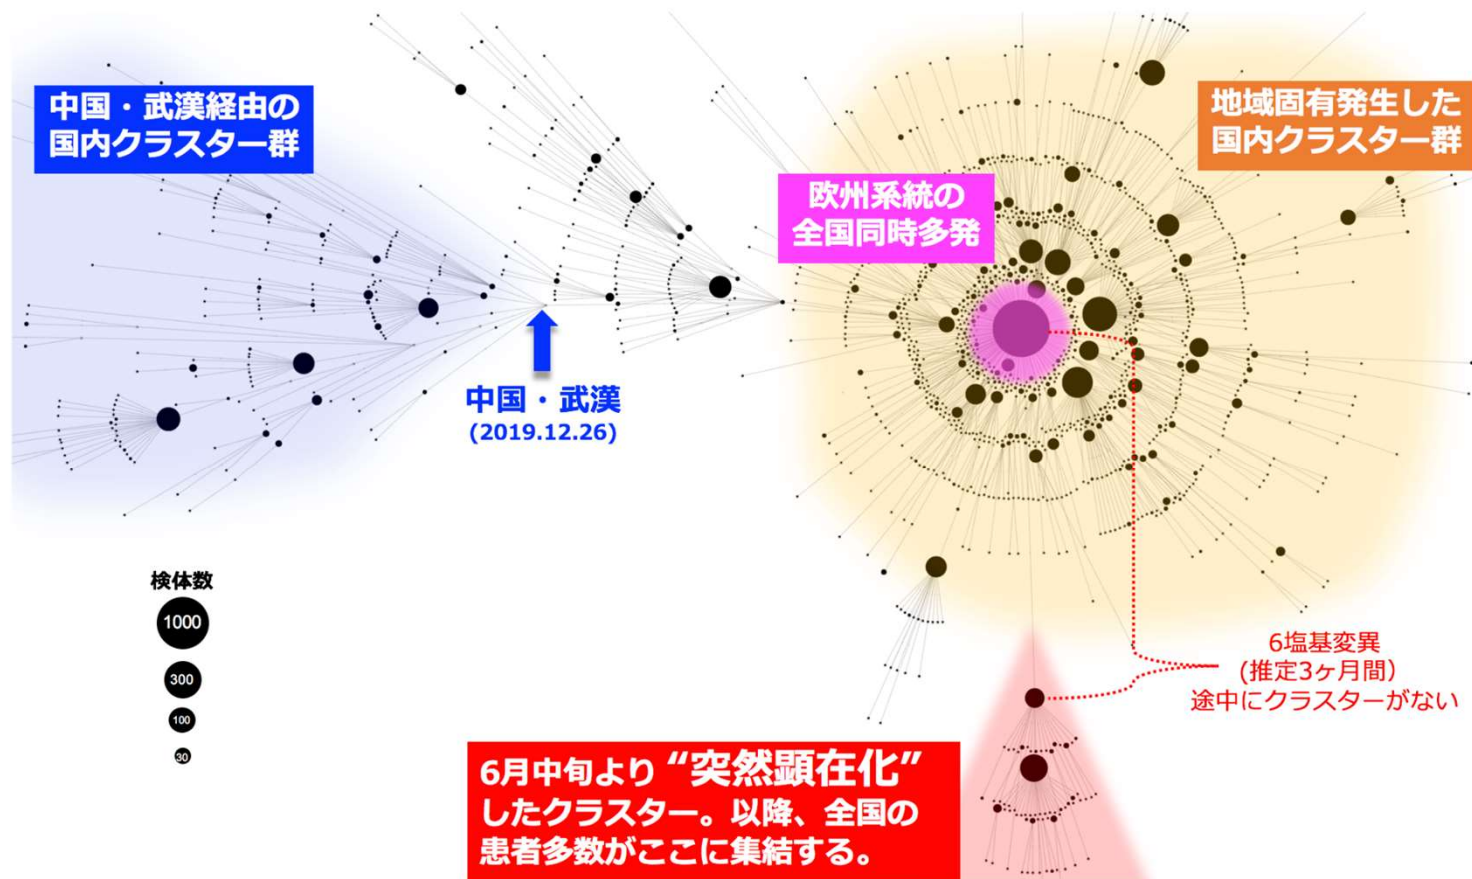 中国・武漢経由の
国内クラスター群
地域固有発生した
国内クラスター群
欧州系統の
全国同時多発
中国・武漢
(2019.12.26)
検体数
1000
300
100
30
6塩基変異
(推定3ヶ月間)
途中にクラスターがない
6月中旬より“突然顕在化”
したクラスター。以降、全国の
患者多数がここに集結する。